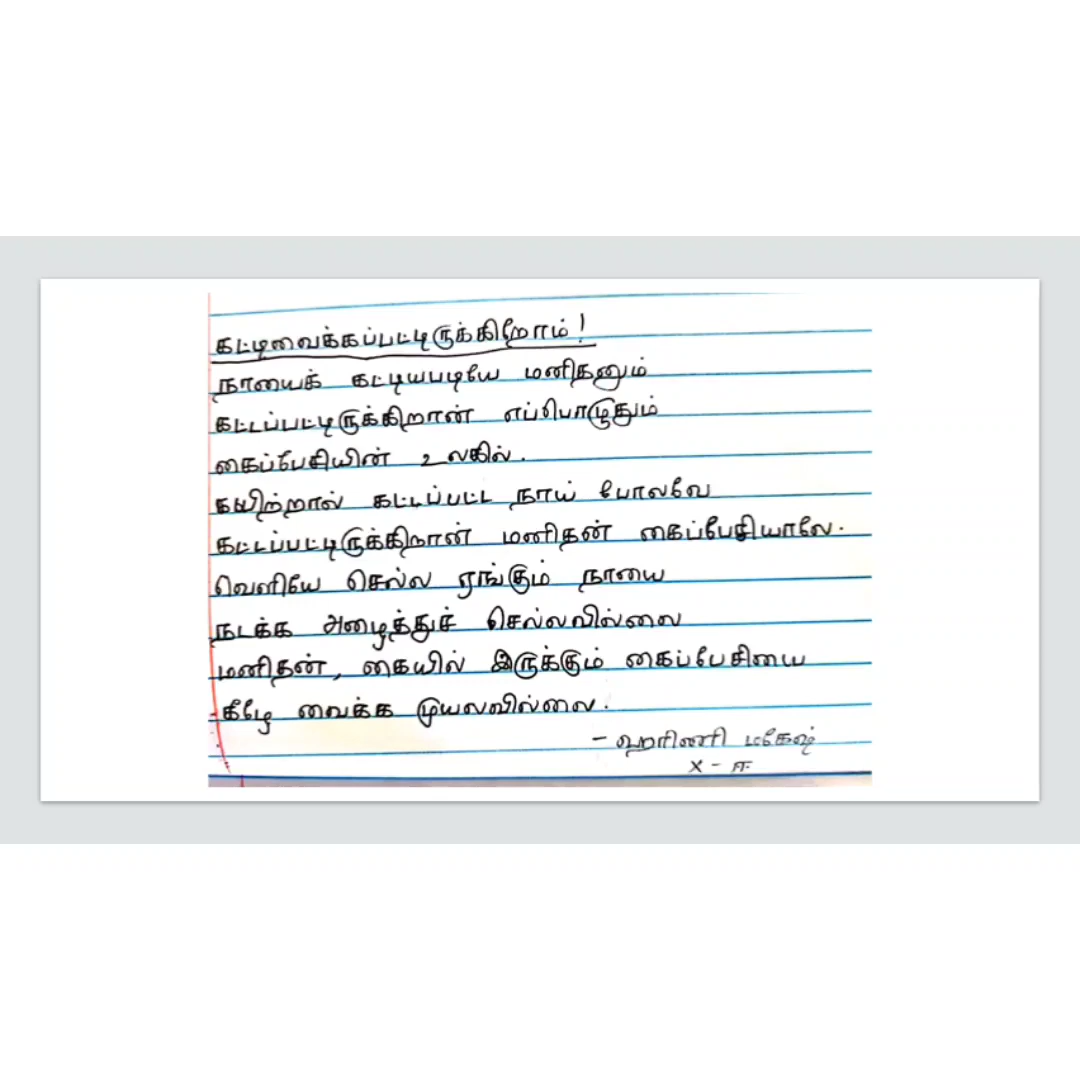 கட்டிவைக்கப்பட்டிருக்கிறோம்!
நாயைக் கட்டியபடியே மனிதனும்
கட்டப்பட்டிருக்கிறான் எப்பொழுதும்
கைப்பேசியின் உலகில்.
கயிற்றால் கட்டப்பட்ட நாய் போலவே
கட்டப்பட்டிருக்கிறான் மனிதன் கைப்பேசியாலே.
வெளியே செல்ல ஏங்கும் நாயை
நடக்க அழைத்துச் செல்லவில்லை
மனிதன், கையில் இருக்கும் கைப்பேசியை
கீழே வைக்க முயலவில்லை.
- ஹரிணி மகேஷ்
X - ஈ